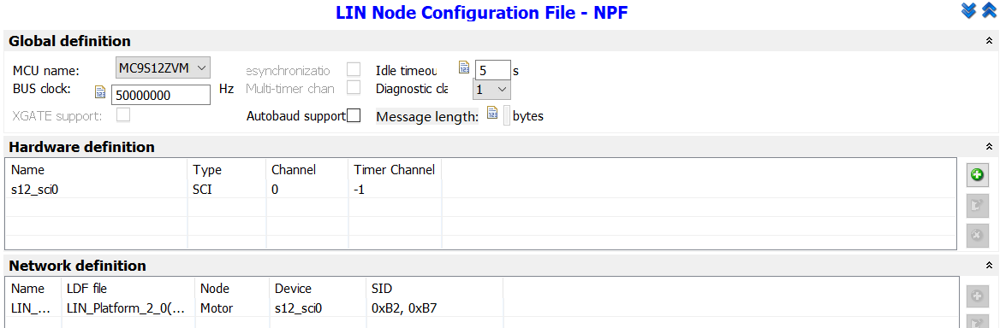 LIN Node Configuration File - NPF
Global definition
MCU name: MC9S12ZVM esynchronizatio Idle timeou 5 s
BUS clock: 50000000 Hz Multi-timer chan Diagnostic cla 1
XGATE support: Autobaud support Message length: bytes
Hardware definition
Name Type Channel Timer Channel
s12_sci0 SCI 0 -1
Network definition
Name LDF file Node Device SID
LIN_... LIN_Platform_2_0(... Motor s12_sci0 0xB2, 0xB7